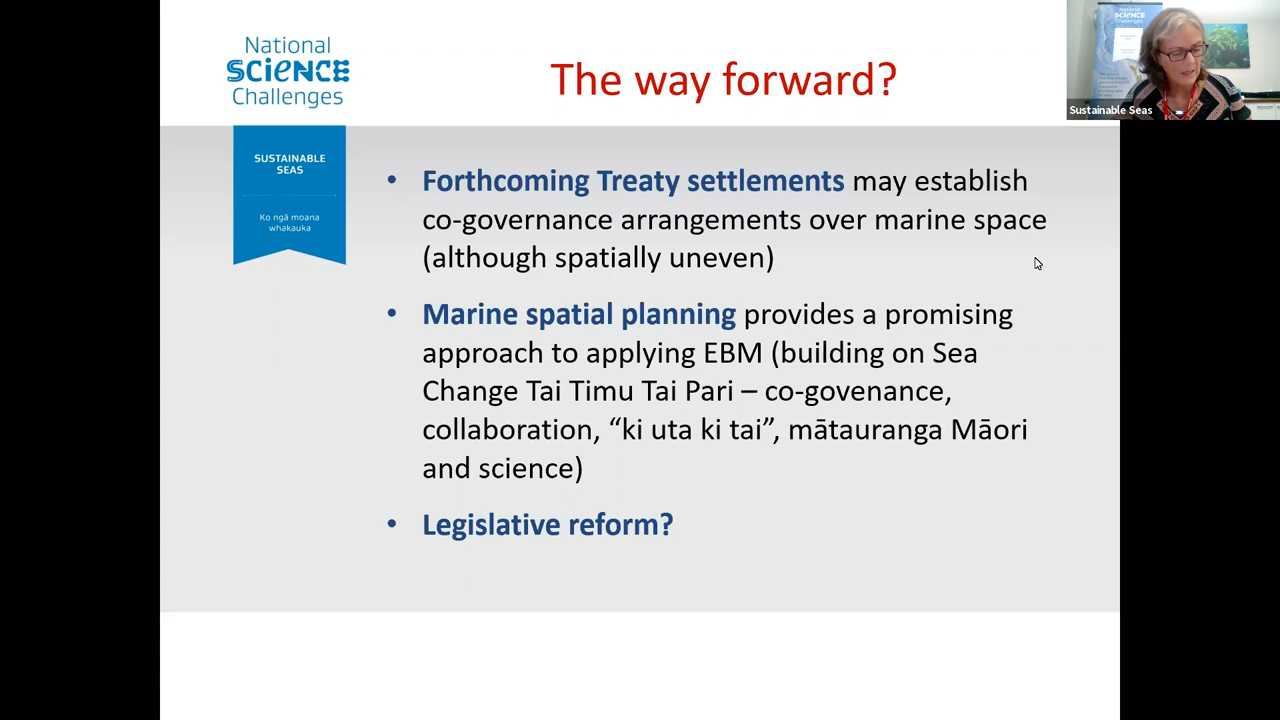 National
SCIENCE
Challenges
The way forward?
National
SCIENCE
Challenges
Sustainable Seas
SUSTAINABLE
SEAS
Ko ngā moana
whakauka
• Forthcoming Treaty settlements may establish
co-governance arrangements over marine space
(although spatially uneven)
• Marine spatial planning provides a promising
approach to applying EBM (building on Sea
Change Tai Timu Tai Pari – co-govenance,
collaboration, “ki uta ki tai”, mātauranga Māori
and science)
• Legislative reform?